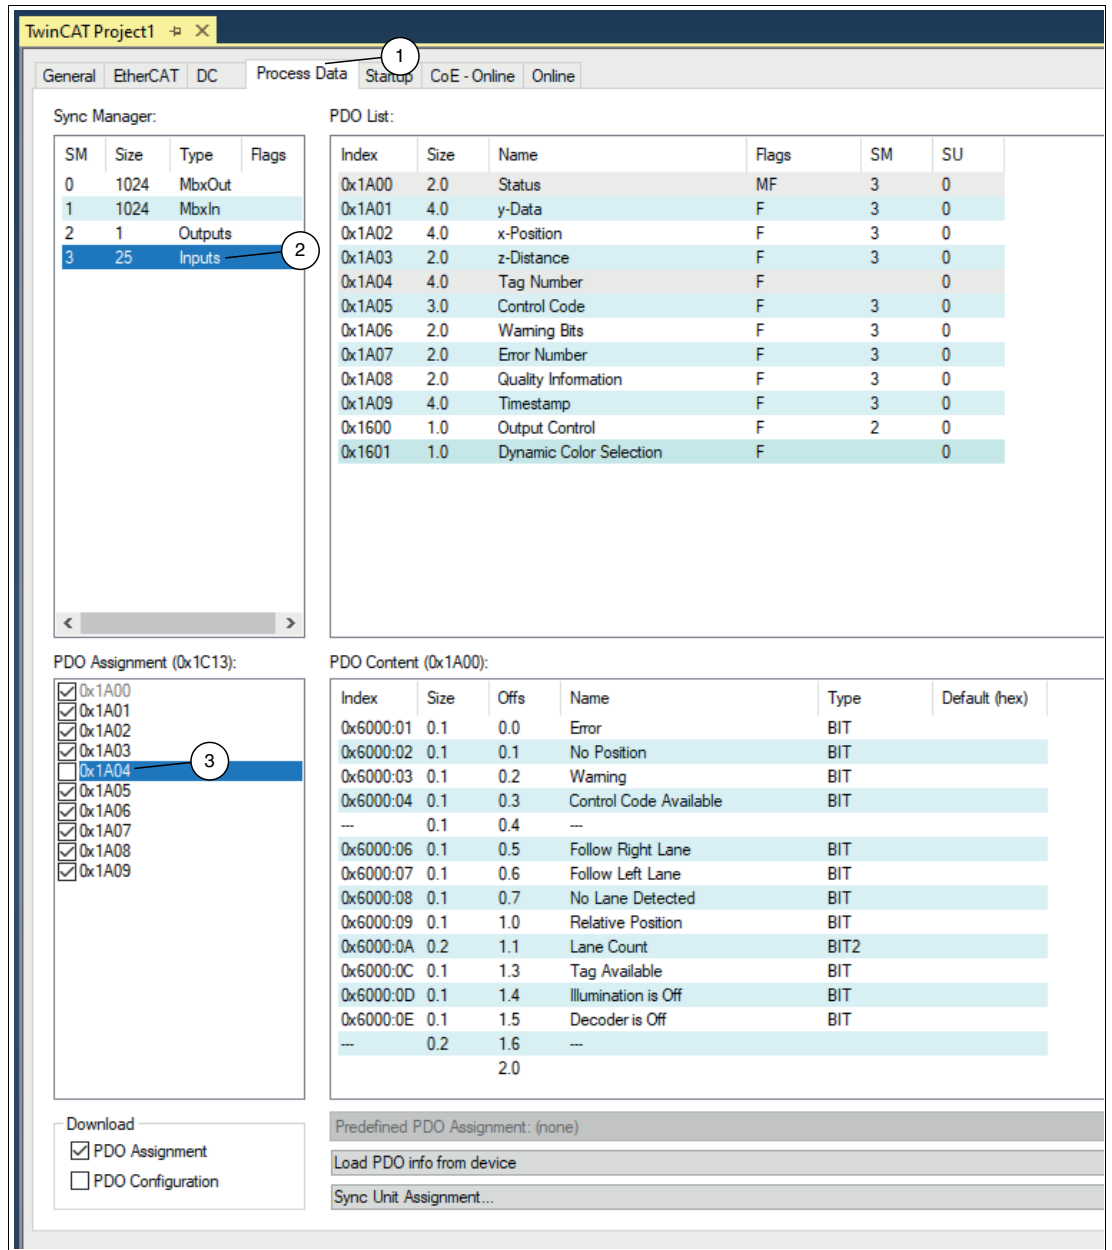 TwinCAT Project1
1
General EtherCAT DC Process Data Startup CoE - Online Online
Sync Manager:
SM Size Type Flags
0 1024 MbxOut
1 1024 MbxIn
2 1 Outputs
3 25 Inputs
2
PDO List:
Index Size Name Flags SM SU
0x1A00 2.0 Status MF 3 0
0x1A01 4.0 y-Data F 3 0
0x1A02 4.0 x-Position F 3 0
0x1A03 2.0 z-Distance F 3 0
0x1A04 4.0 Tag Number F 0
0x1A05 3.0 Control Code F 3 0
0x1A06 2.0 Warning Bits F 3 0
0x1A07 2.0 Error Number F 3 0
0x1A08 2.0 Quality Information F 3 0
0x1A09 4.0 Timestamp F 3 0
0x1600 1.0 Output Control F 2 0
0x1601 1.0 Dynamic Color Selection F 0
PDO Assignment (0x1C13):
0x1A00
0x1A01
0x1A02
0x1A03
0x1A04
3
0x1A05
0x1A06
0x1A07
0x1A08
0x1A09
PDO Content (0x1A00):
Index Size Offs Name Type Default (hex)
0x6000:01 0.1 0.0 Error BIT
0x6000:02 0.1 0.1 No Position BIT
0x6000:03 0.1 0.2 Warning BIT
0x6000:04 0.1 0.3 Control Code Available BIT
--- 0.1 0.4 ---
0x6000:06 0.1 0.5 Follow Right Lane BIT
0x6000:07 0.1 0.6 Follow Left Lane BIT
0x6000:08 0.1 0.7 No Lane Detected BIT
0x6000:09 0.1 1.0 Relative Position BIT
0x6000:0A 0.2 1.1 Lane Count BIT2
0x6000:0C 0.1 1.3 Tag Available BIT
0x6000:0D 0.1 1.4 Illumination is Off BIT
0x6000:0E 0.1 1.5 Decoder is Off BIT
--- 0.2 1.6 ---
2.0
Download
PDO Assignment
PDO Configuration
Predefined PDO Assignment: (none)
Load PDO info from device
Sync Unit Assignment...